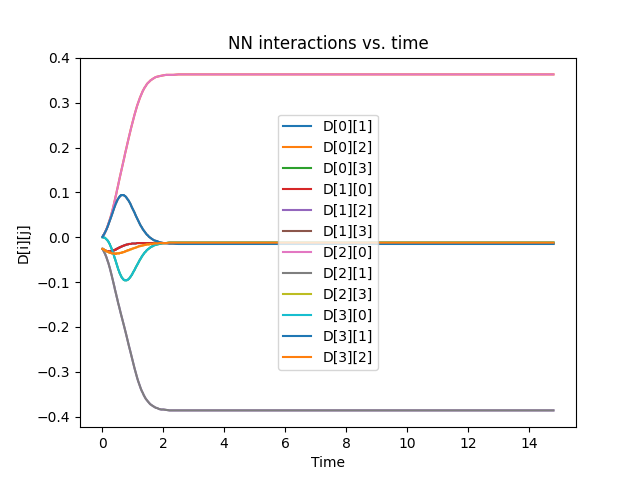 NN interactions vs. time
0.4
0.3
0.2
0.1
0.0
−0.1
−0.2
−0.3
−0.4
D[i][j]
D[0][1]
D[0][2]
D[0][3]
D[1][0]
D[1][2]
D[1][3]
D[2][0]
D[2][1]
D[2][3]
D[3][0]
D[3][1]
D[3][2]
0 2 4 6 8 10 12 14
Time